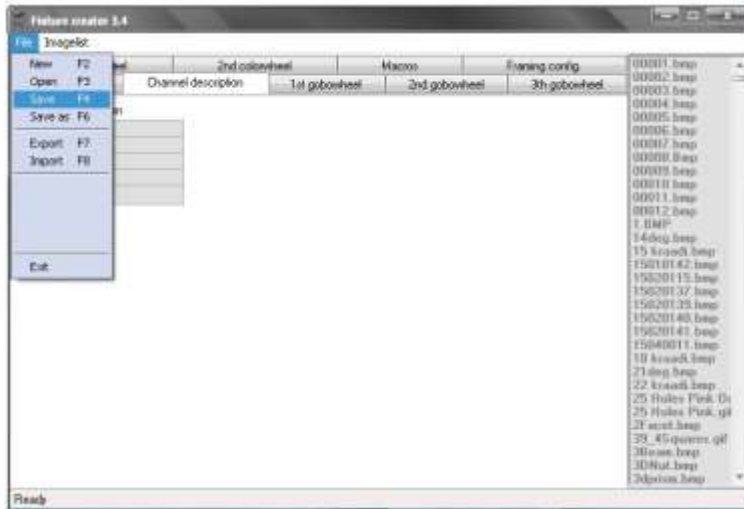 Fixture creator 3.4
File Imagelist
2nd colorwheel Macros Framing config
Channel description 1st gobowheel 2nd gobowheel 3th gobowheel
New F2
Open F3
Save F4
Save as F6
Export F7
Import F8
Exit
00001.bmp
00002.bmp
00003.bmp
00004.bmp
00005.bmp
00006.bmp
00007.bmp
00008.Bmp
00009.bmp
00010.bmp
00011.bmp
00012.bmp
1.BMP
14deg.bmp
15 kraadi.bmp
15010142.bmp
15020115.bmp
15020137.bmp
15020139.bmp
15020140.bmp
15020141.bmp
15040011.bmp
18 kraadi.bmp
21deg.bmp
22 kraadi.bmp
25 Holes Pink
25 Holes Pink.gif
2Facet.bmp
39_4Squares.gif
3Beam.bmp
3DNut.bmp
3dprism.bmp
Ready